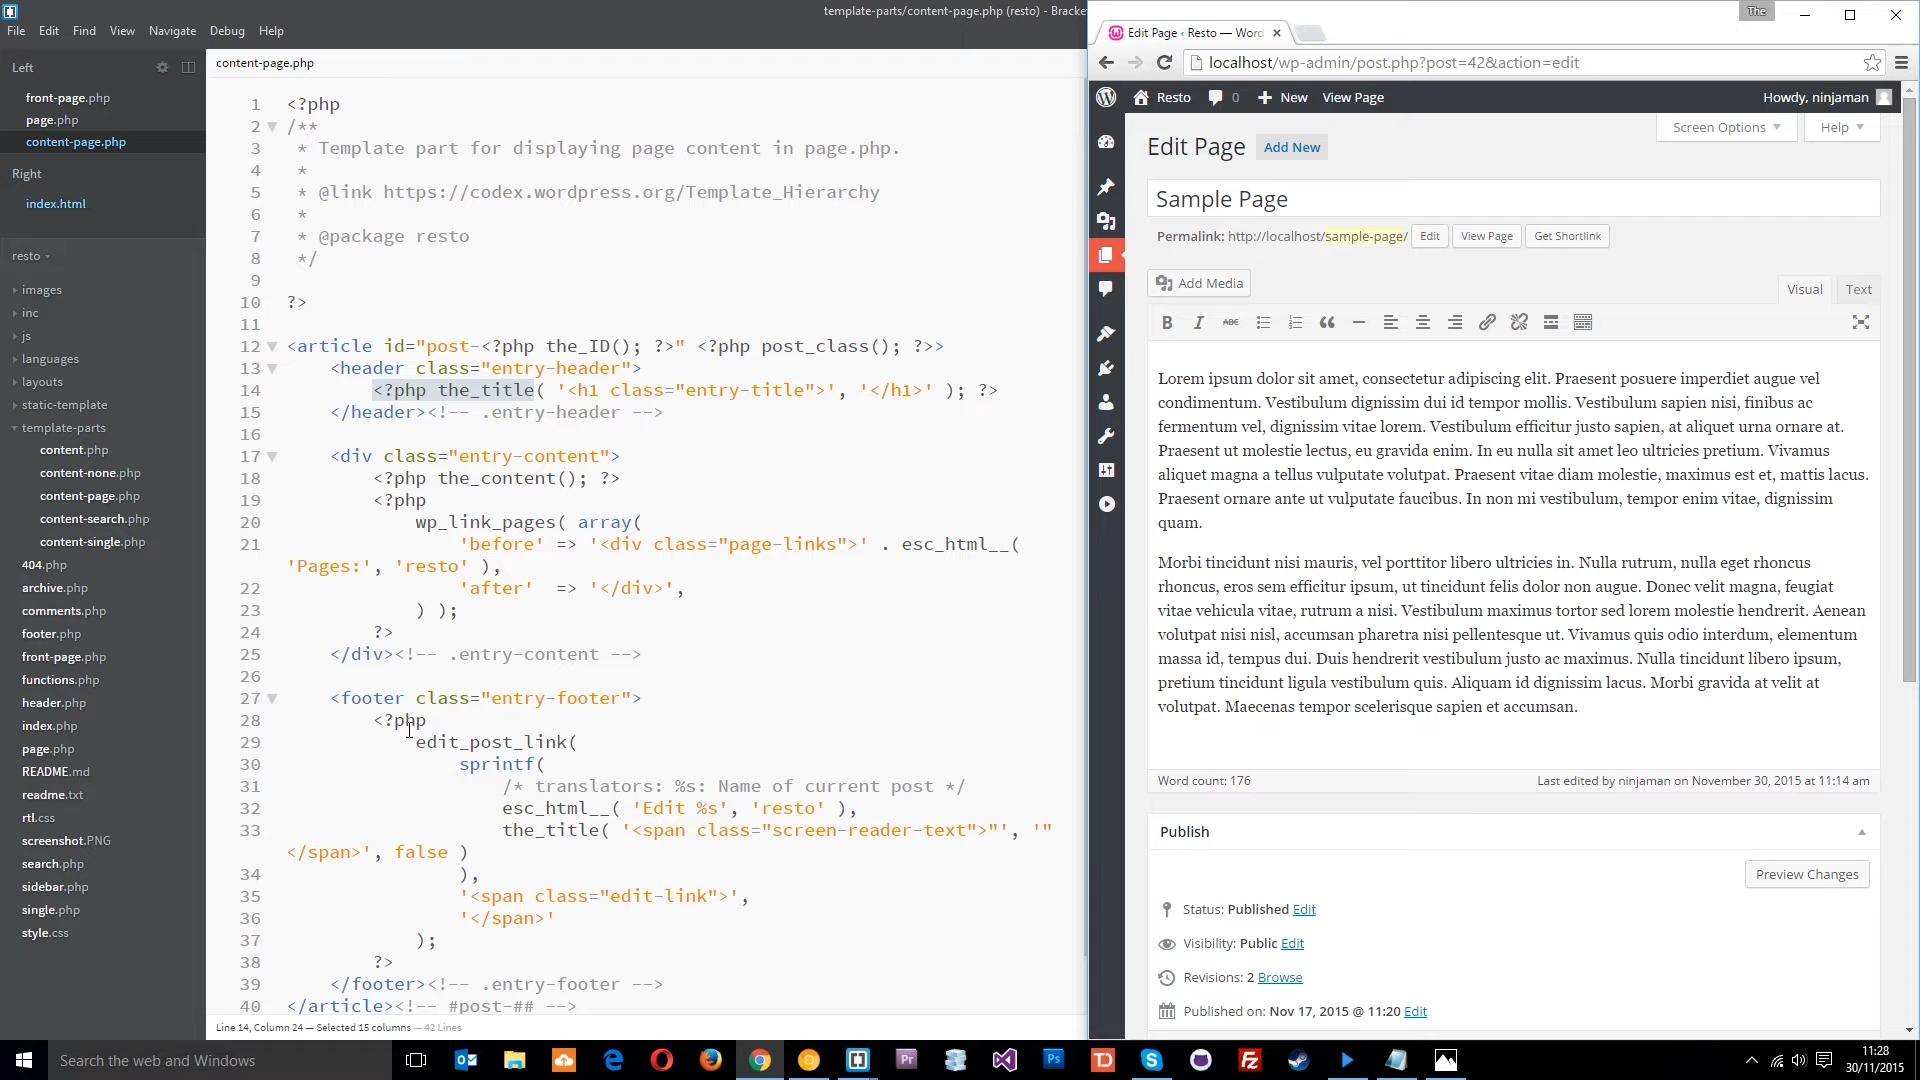 template-parts/content-page.php (resto) - Bracke
File Edit Find View Navigate Debug Help
Left
front-page.php
page.php
content-page.php
Right
index.html
resto
images
inc
js
languages
layouts
static-template
template-parts
content.php
content-none.php
content-page.php
content-search.php
content-single.php
404.php
archive.php
comments.php
footer.php
front-page.php
functions.php
header.php
index.php
page.php
README.md
readme.txt
rtl.css
screenshot.PNG
search.php
sidebar.php
single.php
style.css
content-page.php
1 <?php
2 /**
3 * Template part for displaying page content in page.php.
4 *
5 * @link https://codex.wordpress.org/Template_Hierarchy
6 *
7 * @package resto
8 */
9
10 ?>
11
12 <article id="post-<?php the_ID(); ?>" <?php post_class(); ?>>
13 <header class="entry-header">
14 <?php the_title( '<h1 class="entry-title">', '</h1>' ); ?>
15 </header><!-- .entry-header -->
16
17 <div class="entry-content">
18 <?php the_content(); ?>
19 <?php
20 wp_link_pages( array(
21 'before' => '<div class="page-links">' . esc_html__(
'Pages:', 'resto' ),
22 'after'  => '</div>',
23 ) );
24 ?>
25 </div><!-- .entry-content -->
26
27 <footer class="entry-footer">
28 <?php
29 edit_post_link(
30 sprintf(
31 /* translators: %s: Name of current post */
32 esc_html__( 'Edit %s', 'resto' ),
33 the_title( '<span class="screen-reader-text">"', '"
</span>', false )
34 ),
35 '<span class="edit-link">',
36 '</span>'
37 );
38 ?>
39 </footer><!-- .entry-footer -->
40 </article><!-- #post-## -->
Line 14, Column 24 — Selected 15 columns — 42 Lines
The
Edit Page ‹ Resto — Word
localhost/wp-admin/post.php?post=42&action=edit
Resto 0 New View Page Howdy, ninjaman
Screen Options Help
Edit Page Add New
Sample Page
Permalink: http://localhost/sample-page/ Edit View Page Get Shortlink
Add Media
Visual Text
B I ABC
Lorem ipsum dolor sit amet, consectetur adipiscing elit. Praesent posuere imperdiet augue vel
condimentum. Vestibulum dignissim dui id tempor mollis. Vestibulum sapien nisi, finibus ac
fermentum vel, dignissim vitae lorem. Vestibulum efficitur justo sapien, at aliquet urna ornare at.
Praesent ut molestie lectus, eu gravida enim. In eu nulla sit amet leo ultricies pretium. Vivamus
aliquet magna a tellus vulputate volutpat. Praesent vitae diam molestie, maximus est et, mattis lacus.
Praesent ornare ante ut vulputate faucibus. In non mi vestibulum, tempor enim vitae, dignissim
quam.
Morbi tincidunt nisi mauris, vel porttitor libero ultricies in. Nulla rutrum, nulla eget rhoncus
rhoncus, eros sem efficitur ipsum, ut tincidunt felis dolor non augue. Donec velit magna, feugiat
vitae vehicula vitae, rutrum a nisi. Vestibulum maximus tortor sed lorem molestie hendrerit. Aenean
volutpat nisi nisl, accumsan pharetra nisi pellentesque ut. Vivamus quis odio interdum, elementum
massa id, tempus dui. Duis hendrerit vestibulum justo ac maximus. Nulla tincidunt libero ipsum,
pretium tincidunt ligula vestibulum quis. Aliquam id dignissim lacus. Morbi gravida at velit at
volutpat. Maecenas tempor scelerisque sapien et accumsan.
Word count: 176 Last edited by ninjaman on November 30, 2015 at 11:14 am
Publish
Preview Changes
Status: Published Edit
Visibility: Public Edit
Revisions: 2 Browse
Published on: Nov 17, 2015 @ 11:20 Edit
Search the web and Windows
Pr
Ps
TD
11:28
30/11/2015